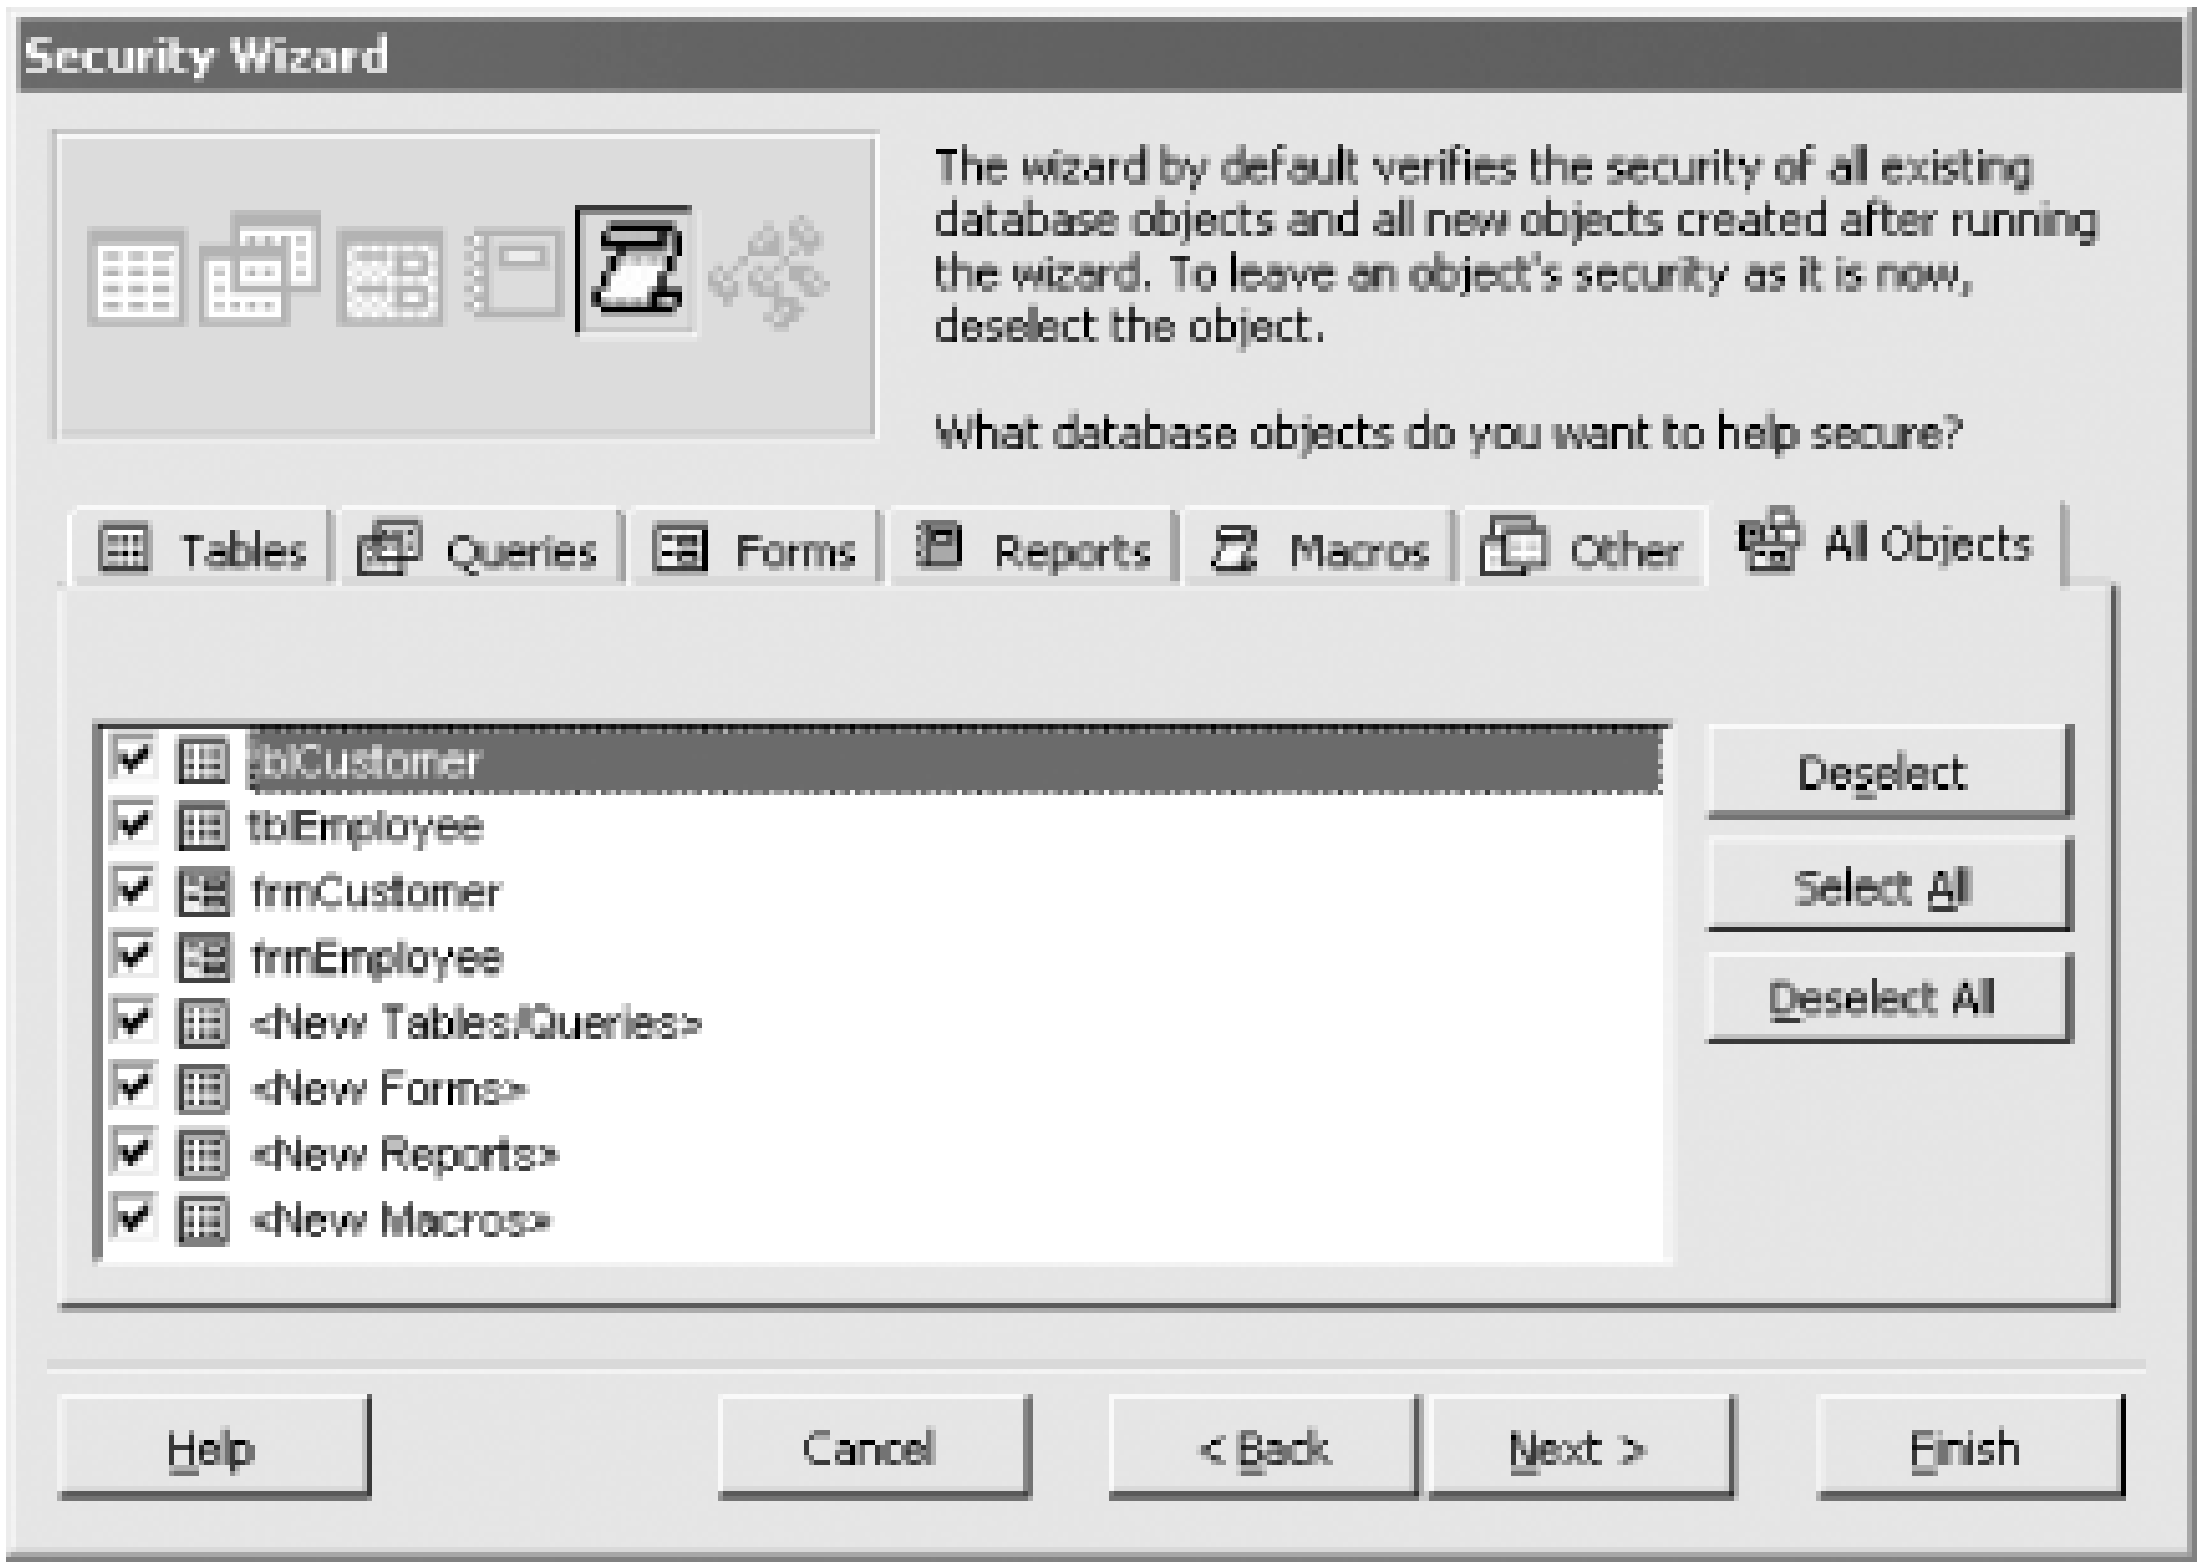 Security Wizard
The wizard by default verifies the security of all existing
database objects and all new objects created after running
the wizard. To leave an object's security as it is now,
deselect the object.
What database objects do you want to help secure?
Tables Queries Forms Reports Macros Other All Objects
tblCustomer
tblEmployee
frmCustomer
frmEmployee
<New Tables/Queries>
<New Forms>
<New Reports>
<New Macros>
Deselect
Select All
Deselect All
Help Cancel < Back Next > Finish